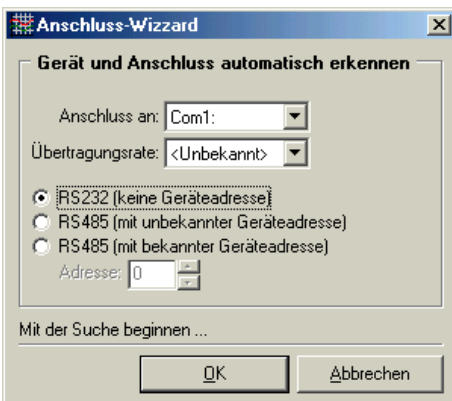 Anschluss-Wizzard
Gerät und Anschluss automatisch erkennen
Anschluss an: Com1:
Übertragungsrate: <Unbekannt>
RS232 (keine Geräteadresse)
RS485 (mit unbekannter Geräteadresse)
RS485 (mit bekannter Geräteadresse)
Adresse: 0
Mit der Suche beginnen ...
OK Abbrechen